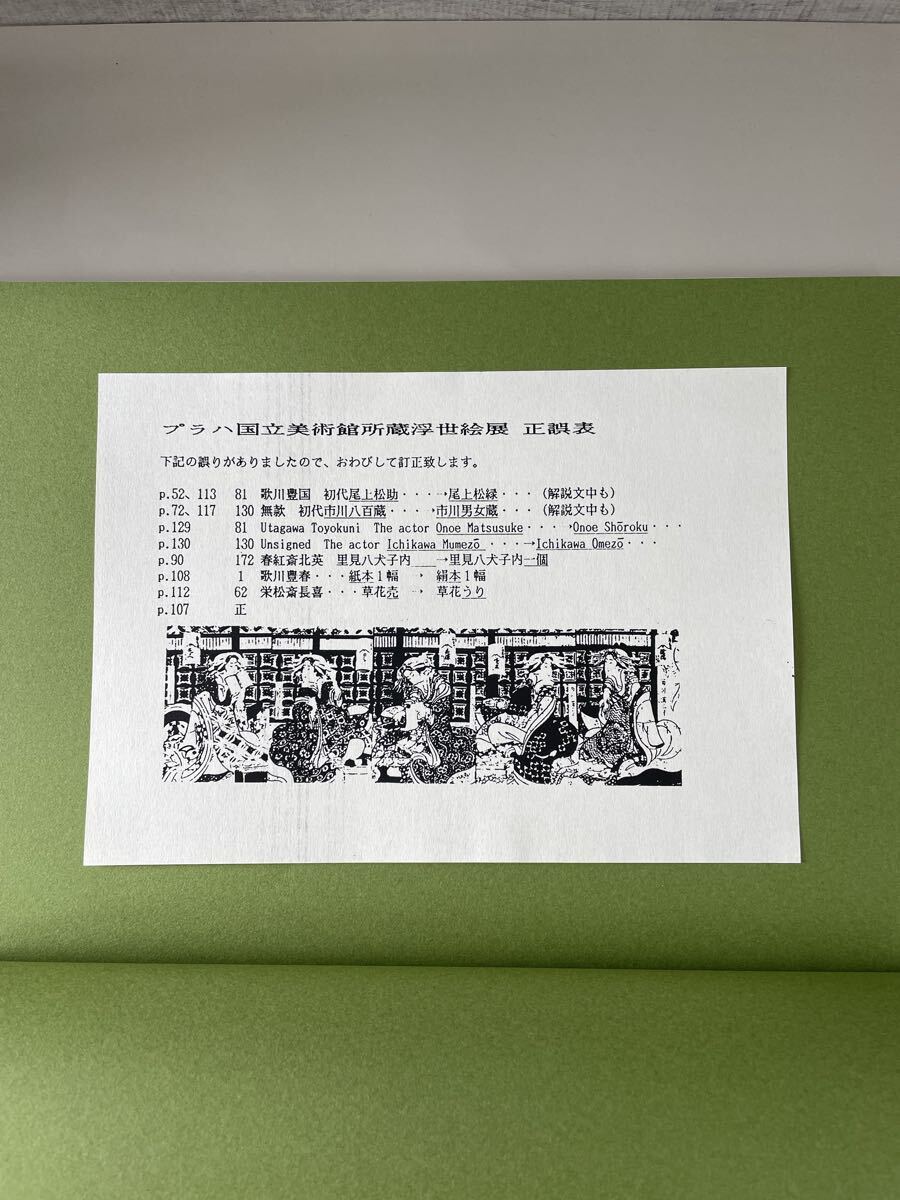 プラハ国立美術館所蔵浮世絵展 正誤表
下記の誤りがありましたので、おわびして訂正致します。
p.52、113 81 歌川豊国 初代尾上松助・・・→尾上松緑・・・(解説文中も)
p.72、117 130 無款 初代市川八百蔵・・・→市川男女蔵・・・(解説文中も)
p.129 81 Utagawa Toyokuni The actor Onoe Matsusuke・・・→Onoe Shōroku・・・
p.130 130 Unsigned The actor Ichikawa Mumezō ・・・→Ichikawa Omezō・・・
p.90 172 春紅斎北英 里見八犬子内 ___→里見八犬子内一個
p.108 1 歌川豊春・・・紙本1幅 → 絹本1幅
p.112 62 栄松斎長喜・・・草花売 → 草花うり
p.107 正